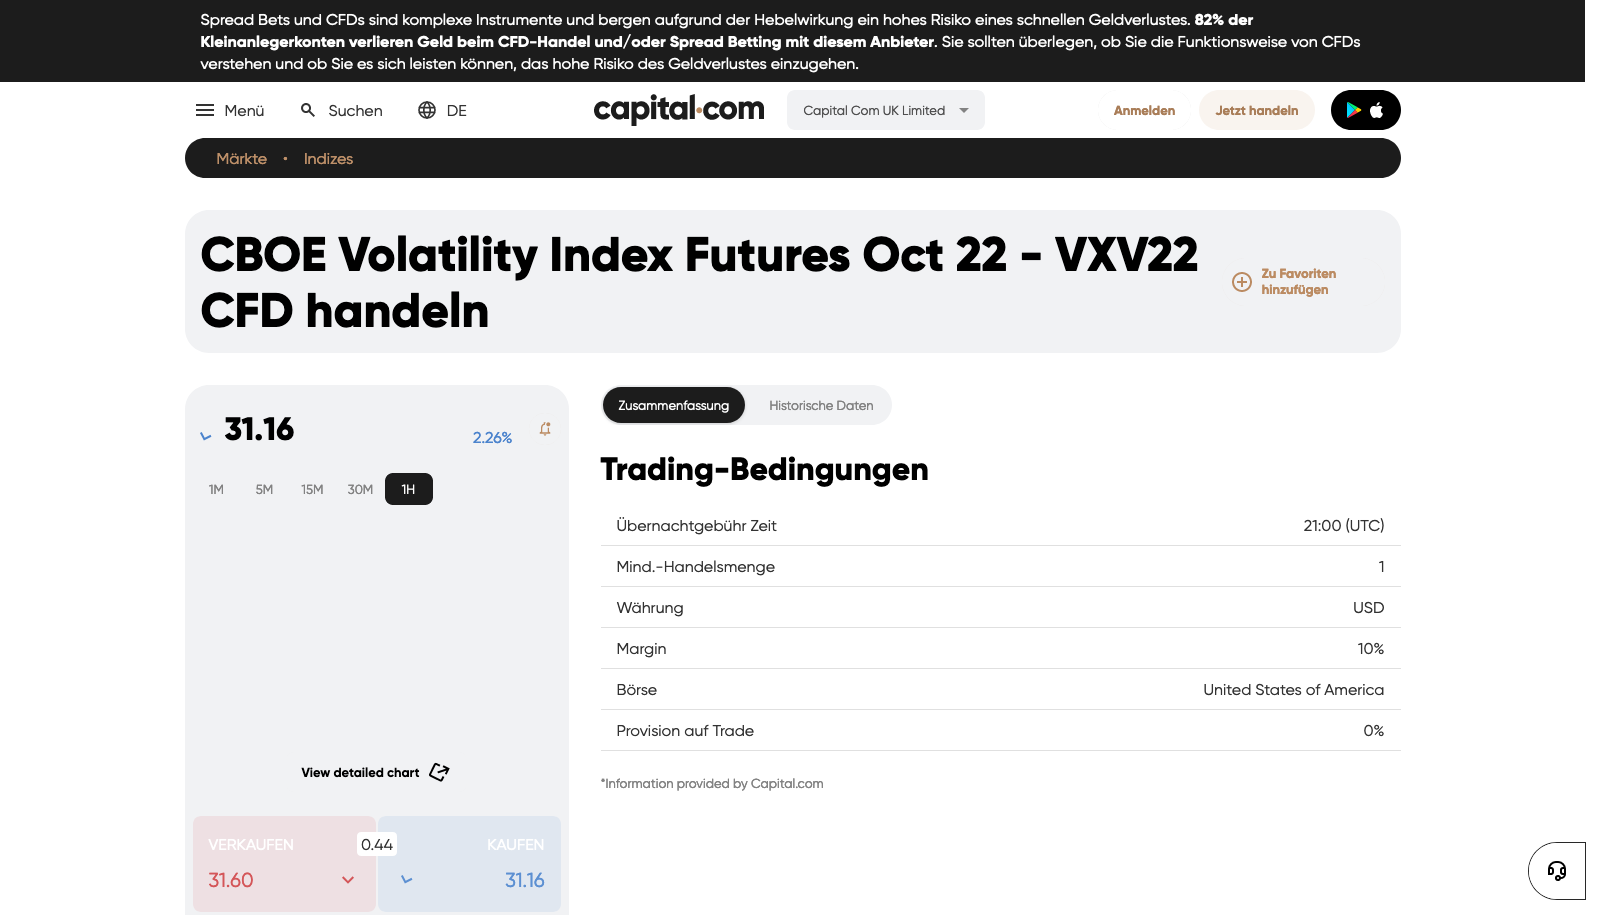 Spread Bets und CFDs sind komplexe Instrumente und bergen aufgrund der Hebelwirkung ein hohes Risiko eines schnellen Geldverlustes. 82% der
Kleinanlegerkonten verlieren Geld beim CFD-Handel und/oder Spread Betting mit diesem Anbieter. Sie sollten überlegen, ob Sie die Funktionsweise von CFDs
verstehen und ob Sie es sich leisten können, das hohe Risiko des Geldverlustes einzugehen.
Menü Suchen DE capital.com Capital Com UK Limited Anmelden Jetzt handeln
Märkte • Indizes
CBOE Volatility Index Futures Oct 22 - VXV22
CFD handeln
Zu Favoriten
hinzufügen
31.16 2.26%
1M 5M 15M 30M 1H
View detailed chart
VERKAUFEN 0.44 KAUFEN
31.60 31.16
Zusammenfassung Historische Daten
Trading-Bedingungen
Übernachtgebühr Zeit 21:00 (UTC)
Mind.-Handelsmenge 1
Währung USD
Margin 10%
Börse United States of America
Provision auf Trade 0%
*Information provided by Capital.com